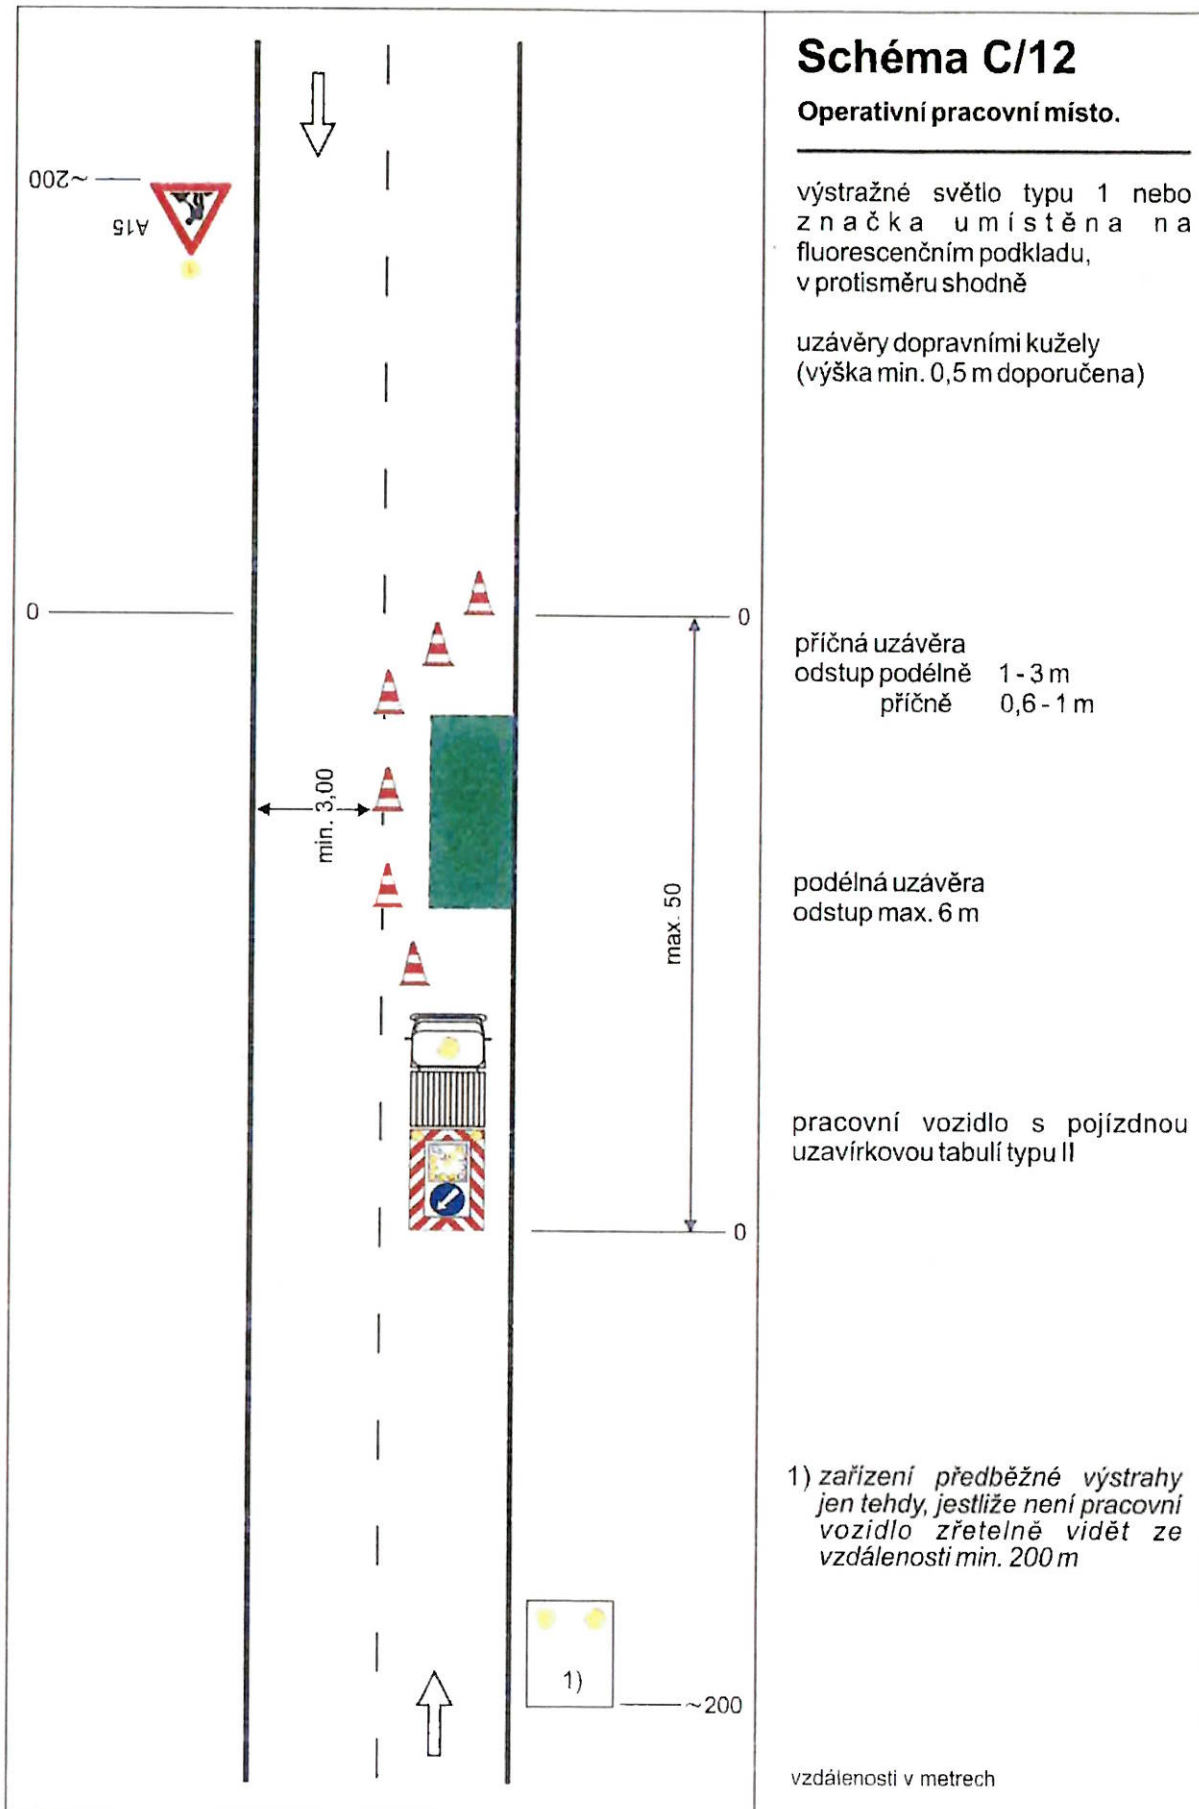 Schéma C/12
Operativní pracovní místo.
výstražné světlo typu 1 nebo
značka umístěna na
fluorescenčním podkladu,
v protisměru shodně
uzávěry dopravními kužely
(výška min. 0,5 m doporučena)
~200
A15
0
0
příčná uzávěra
odstup podélně 1 - 3 m
příčně 0,6 - 1 m
min. 3,00
max. 50
podélná uzávěra
odstup max. 6 m
pracovní vozidlo s pojízdnou
uzavírkovou tabulí typu II
0
1) zařízení předběžné výstrahy
jen tehdy, jestliže není pracovní
vozidlo zřetelně vidět ze
vzdálenosti min. 200 m
1)
~200
vzdálenosti v metrech